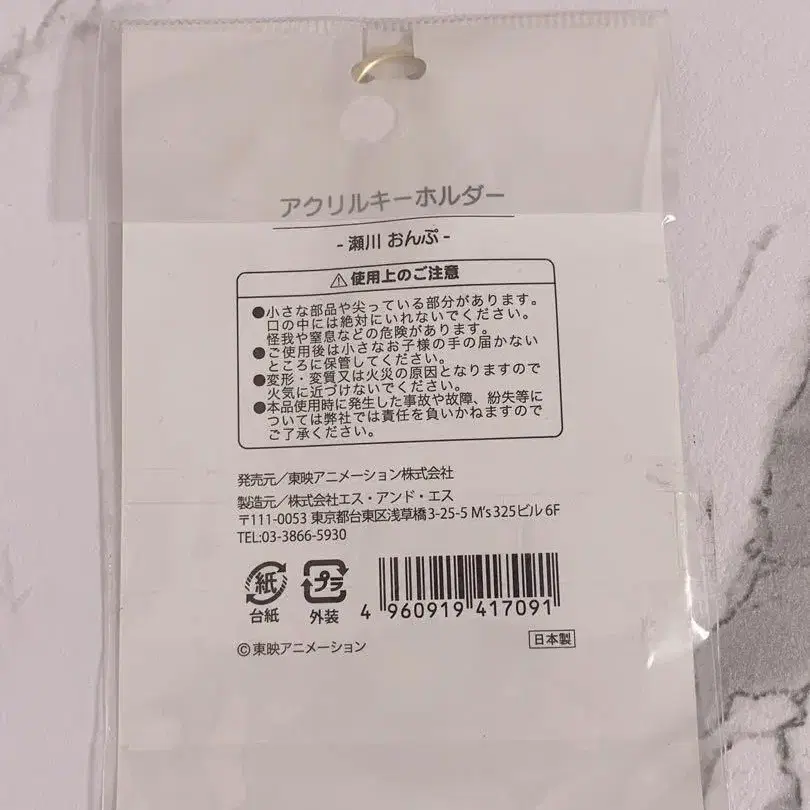 アクリルキーホルダー
- 瀬川 おんぷ -
⚠使用上のご注意
●小さな部品や尖っている部分があります。
口の中には絶対にいれないでください。
怪我や窒息などの危険があります。
●ご使用後は小さなお子様の手の届かない
ところに保管してください。
●変形・変質又は火災の原因となりますので
火気に近づけないでください。
●本品使用時に発生した事故や故障、紛失等に
ついては弊社では責任を負いかねますので
ご了承ください。
発売元／東映アニメーション株式会社
製造元／株式会社エス・アンド・エス
〒111-0053 東京都台東区浅草橋3-25-5 M's 325ビル 6F
TEL:03-3866-5930
紙
台紙
プラ
外装
4 960919 417091
©東映アニメーション
日本製